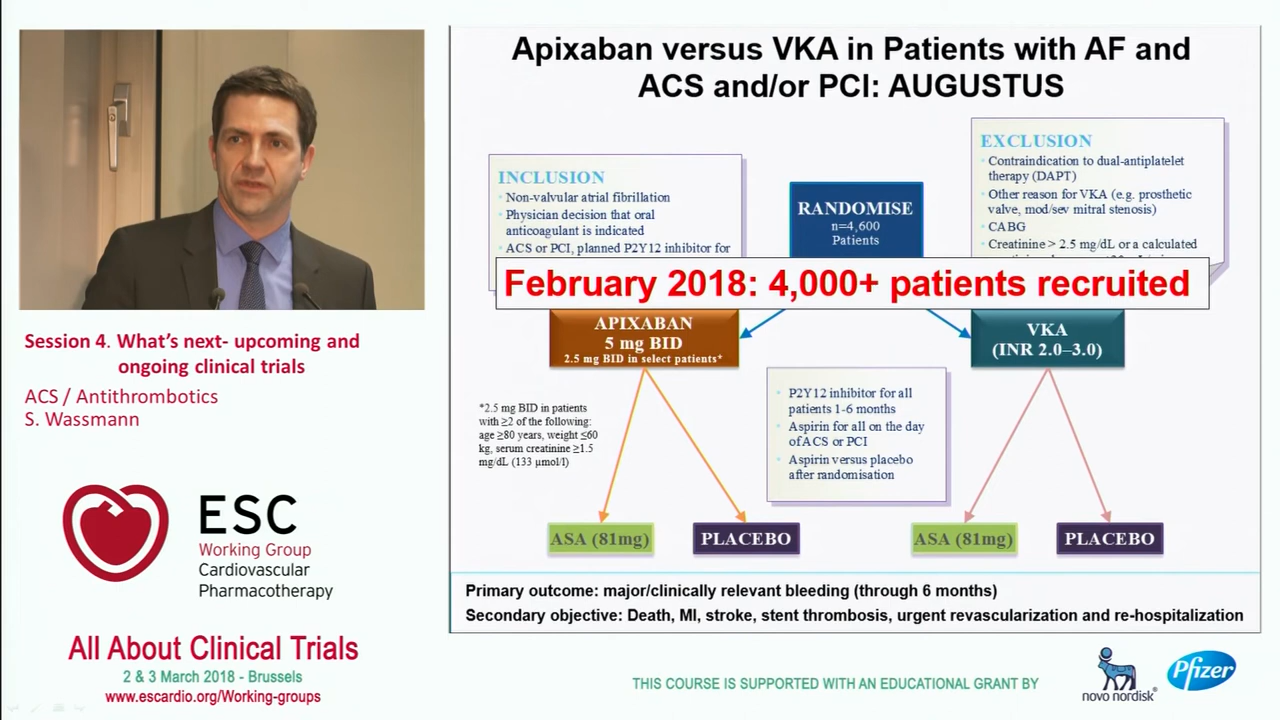 Apixaban versus VKA in Patients with AF and
ACS and/or PCI: AUGUSTUS
INCLUSION
• Non-valvular atrial fibrillation
• Physician decision that oral
anticoagulant is indicated
• ACS or PCI, planned P2Y12 inhibitor for
RANDOMISE
n=4,600
Patients
EXCLUSION
• Contraindication to dual-antiplatelet
therapy (DAPT)
• Other reason for VKA (e.g. prosthetic
valve, mod/sev mitral stenosis)
• CABG
• Creatinine > 2.5 mg/dL or a calculated
February 2018: 4,000+ patients recruited
APIXABAN
5 mg BID
2.5 mg BID in select patients*
VKA
(INR 2.0–3.0)
*2.5 mg BID in patients
with ≥2 of the following:
age ≥80 years, weight ≤60
kg, serum creatinine ≥1.5
mg/dL (133 µmol/l)
• P2Y12 inhibitor for all
patients 1-6 months
• Aspirin for all on the day
of ACS or PCI
• Aspirin versus placebo
after randomisation
ASA (81mg)
PLACEBO
ASA (81mg)
PLACEBO
Primary outcome: major/clinically relevant bleeding (through 6 months)
Secondary objective: Death, MI, stroke, stent thrombosis, urgent revascularization and re-hospitalization
Session 4. What's next- upcoming and
ongoing clinical trials
ACS / Antithrombotics
S. Wassmann
ESC
Working Group
Cardiovascular
Pharmacotherapy
All About Clinical Trials
2 & 3 March 2018 - Brussels
www.escardio.org/Working-groups
THIS COURSE IS SUPPORTED WITH AN EDUCATIONAL GRANT BY
novo nordisk®
Pfizer